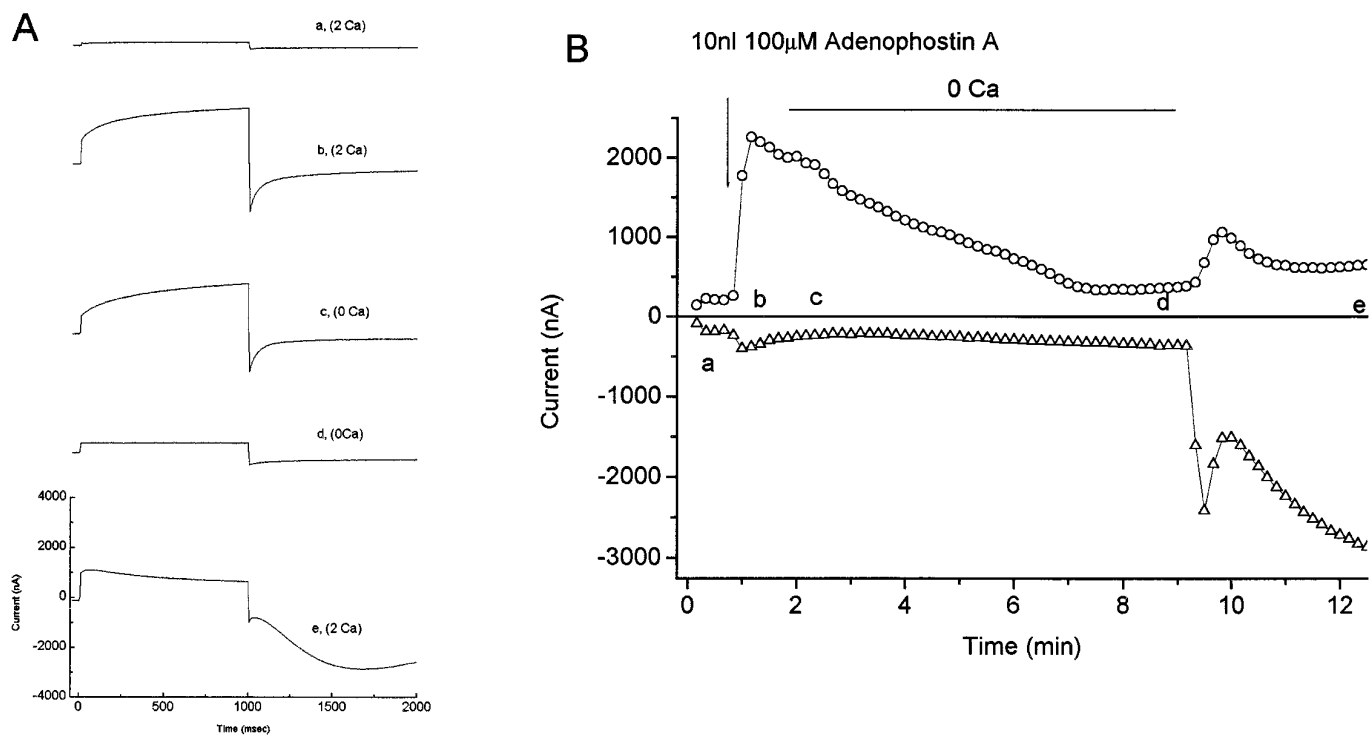 A
a, (2 Ca)
b, (2 Ca)
c, (0 Ca)
d, (0Ca)
4000
2000
0
-2000
-4000
Current (nA)
e, (2 Ca)
0
500
1000
1500
2000
Time (msec)
B
10nl 100μM Adenophostin A
0 Ca
2000
1000
0
-1000
-2000
-3000
Current (nA)
b
c
d
e
a
0
2
4
6
8
10
12
Time (min)